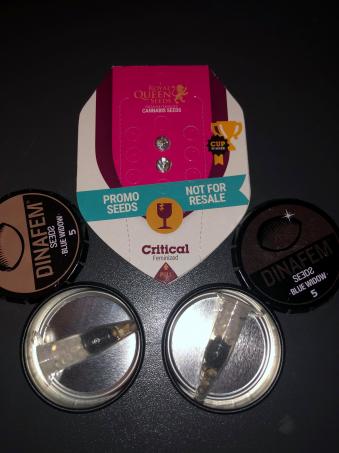 ROYAL
QUEEN
SEEDS
CANNABIS SEEDS
CUP
WINNER
PROMO
SEEDS
NOT FOR
RESALE
Critical
Feminized
DINAFEM
SEEDS
·BLUE WIDOW·
5
DINAFEM
SEEDS
·BLUE WIDOW·
5